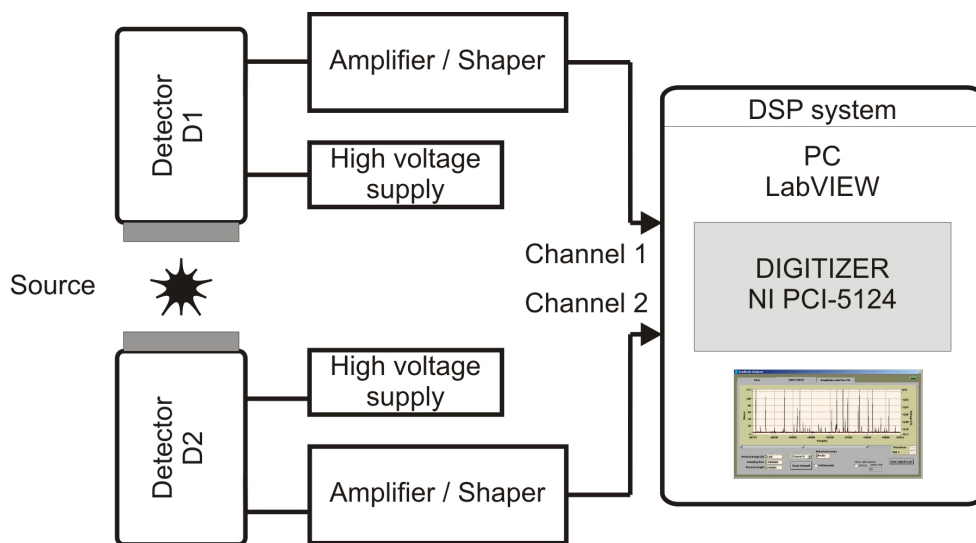 Detector
D1
Amplifier / Shaper
High voltage
supply
Source
Channel 1
Channel 2
Detector
D2
High voltage
supply
Amplifier / Shaper
DSP system
PC
LabVIEW
DIGITIZER
NI PCI-5124